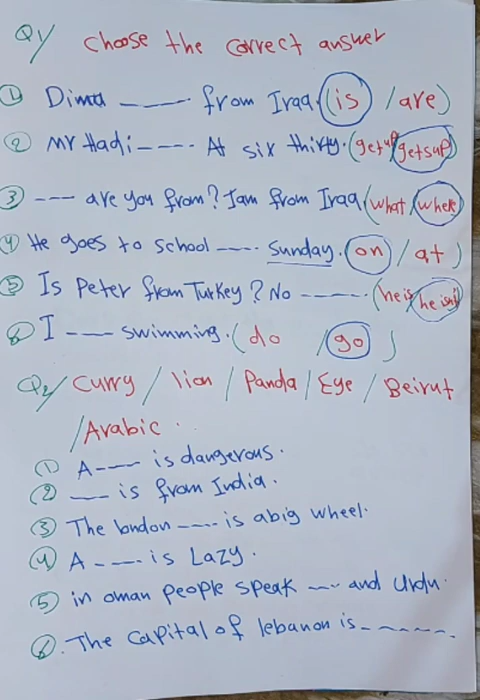 Q1/ choose the correct answer
① Dima ____ from Iraq. (is / are)
② Mr Hadi ---- At six thirty. (get up / gets up)
③ --- are you from? Iam from Iraq (what / where)
④ He goes to school ---- Sunday. (on / at)
⑤ Is Peter from Turkey? No ----. (he is / he isn't)
⑥ I ---- swimming. (do / go)
Q2/ Curry / lion / Panda / Eye / Beirut
/ Arabic.
① A---- is dangerous.
② ---- is from India.
③ The london ---- is abig wheel.
④ A ---- is Lazy.
⑤ in oman people speak ---- and Urdu.
⑥. The capital of lebanon is ------.